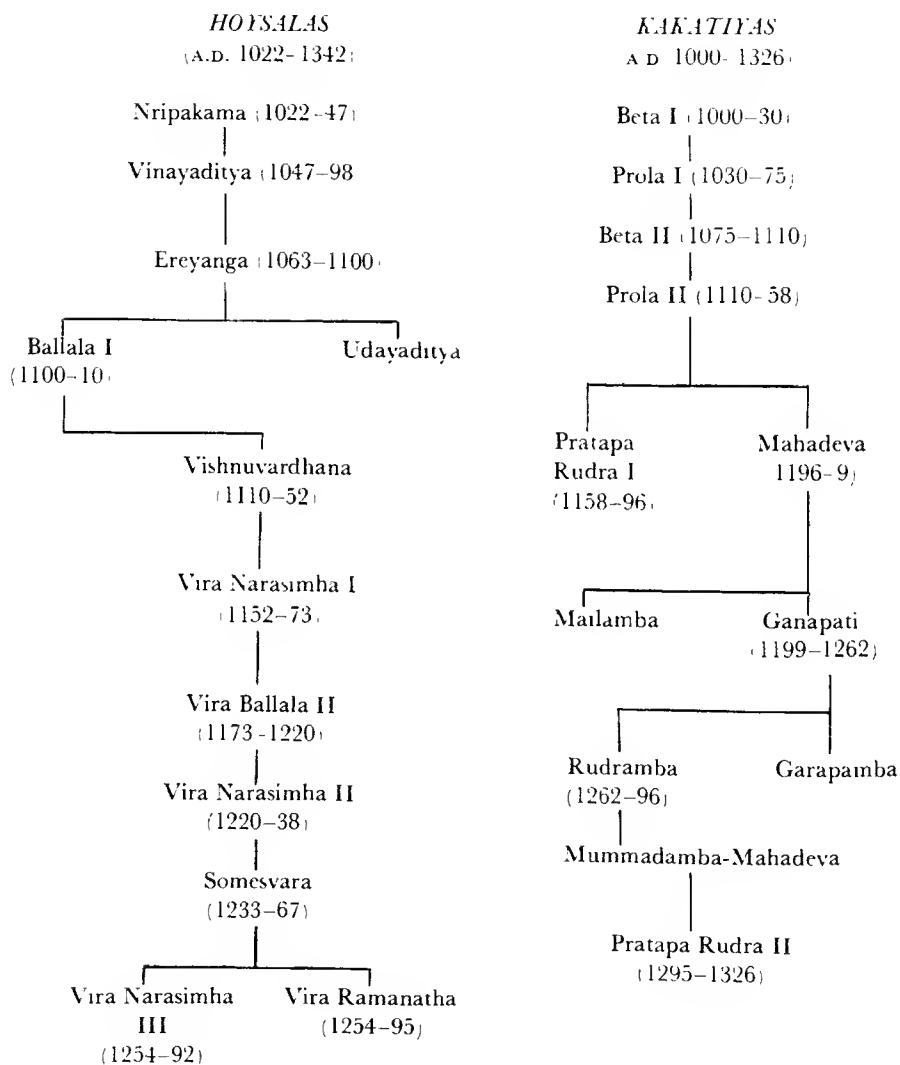 HOYSALAS
(A.D. 1022-1342)
Nripakama (1022-47)
Vinayaditya (1047-98
Ereyanga (1063-1100)
Ballala I
(1100-10)
Udayaditya
Vishnuvardhana
(1110-52)
Vira Narasimha I
(1152-73)
Vira Ballala II
(1173-1220)
Vira Narasimha II
(1220-38)
Somesvara
(1233-67)
Vira Narasimha
III
(1254-92)
Vira Ramanatha
(1254-95)
KAKATIYAS
A D 1000-1326)
Beta I (1000-30)
Prola I (1030-75)
Beta II (1075-1110)
Prola II (1110-58)
Pratapa
Rudra I
(1158-96)
Mahadeva
1196-9)
Mailamba
Ganapati
(1199-1262)
Rudramba
(1262-96)
Garapamba
Mummadamba-Mahadeva
Pratapa Rudra II
(1295-1326)